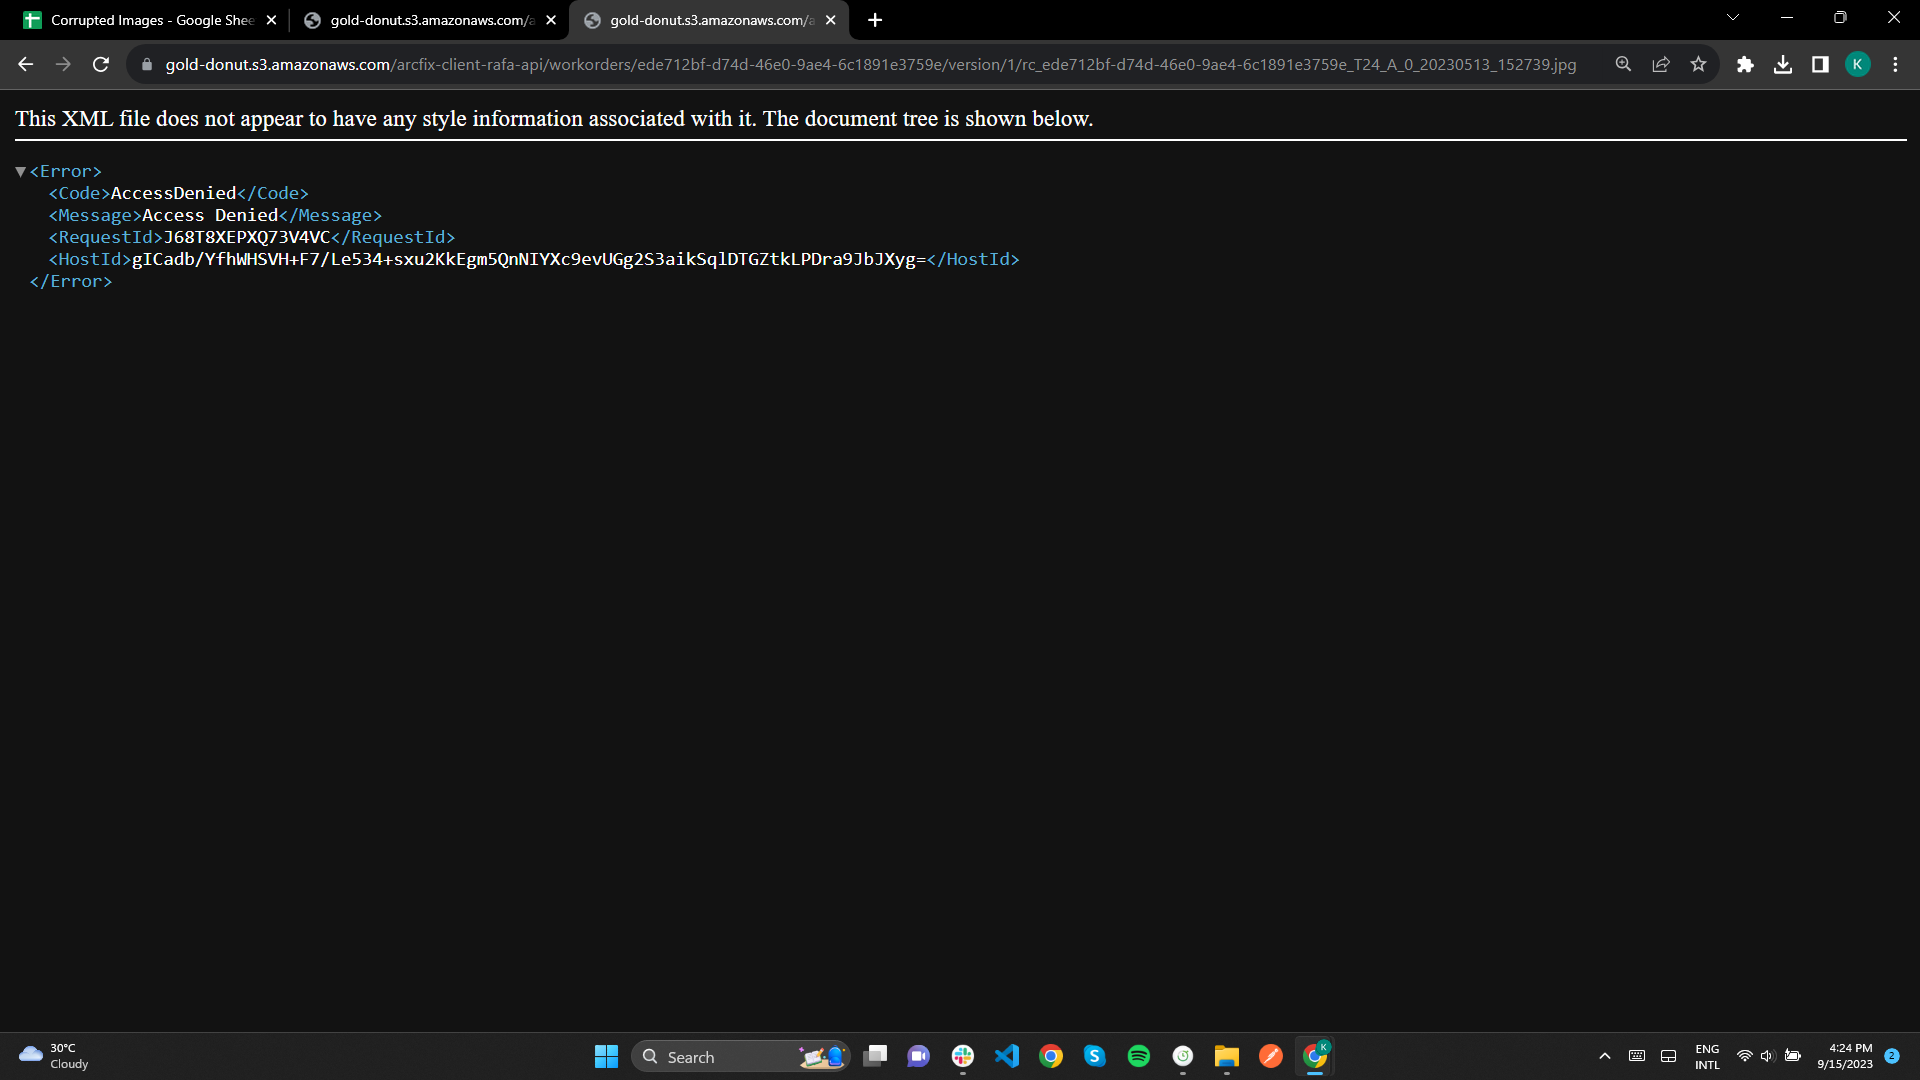 Corrupted Images - Google Shee
gold-donut.s3.amazonaws.com/a
gold-donut.s3.amazonaws.com/a
gold-donut.s3.amazonaws.com/arcfix-client-rafa-api/workorders/ede712bf-d74d-46e0-9ae4-6c1891e3759e/version/1/rc_ede712bf-d74d-46e0-9ae4-6c1891e3759e_T24_A_0_20230513_152739.jpg
K
This XML file does not appear to have any style information associated with it. The document tree is shown below.
<Error>
<Code>AccessDenied</Code>
<Message>Access Denied</Message>
<RequestId>J68T8XEPXQ73V4VC</RequestId>
<HostId>gICadb/YfhWHSVH+F7/Le534+sxu2KkEgm5QnNIYXc9evUGg2S3aikSqlDTGZtkLPDra9JbJXyg=</HostId>
</Error>
30°C
Cloudy
Search
K
ENG
INTL
4:24 PM
9/15/2023
2